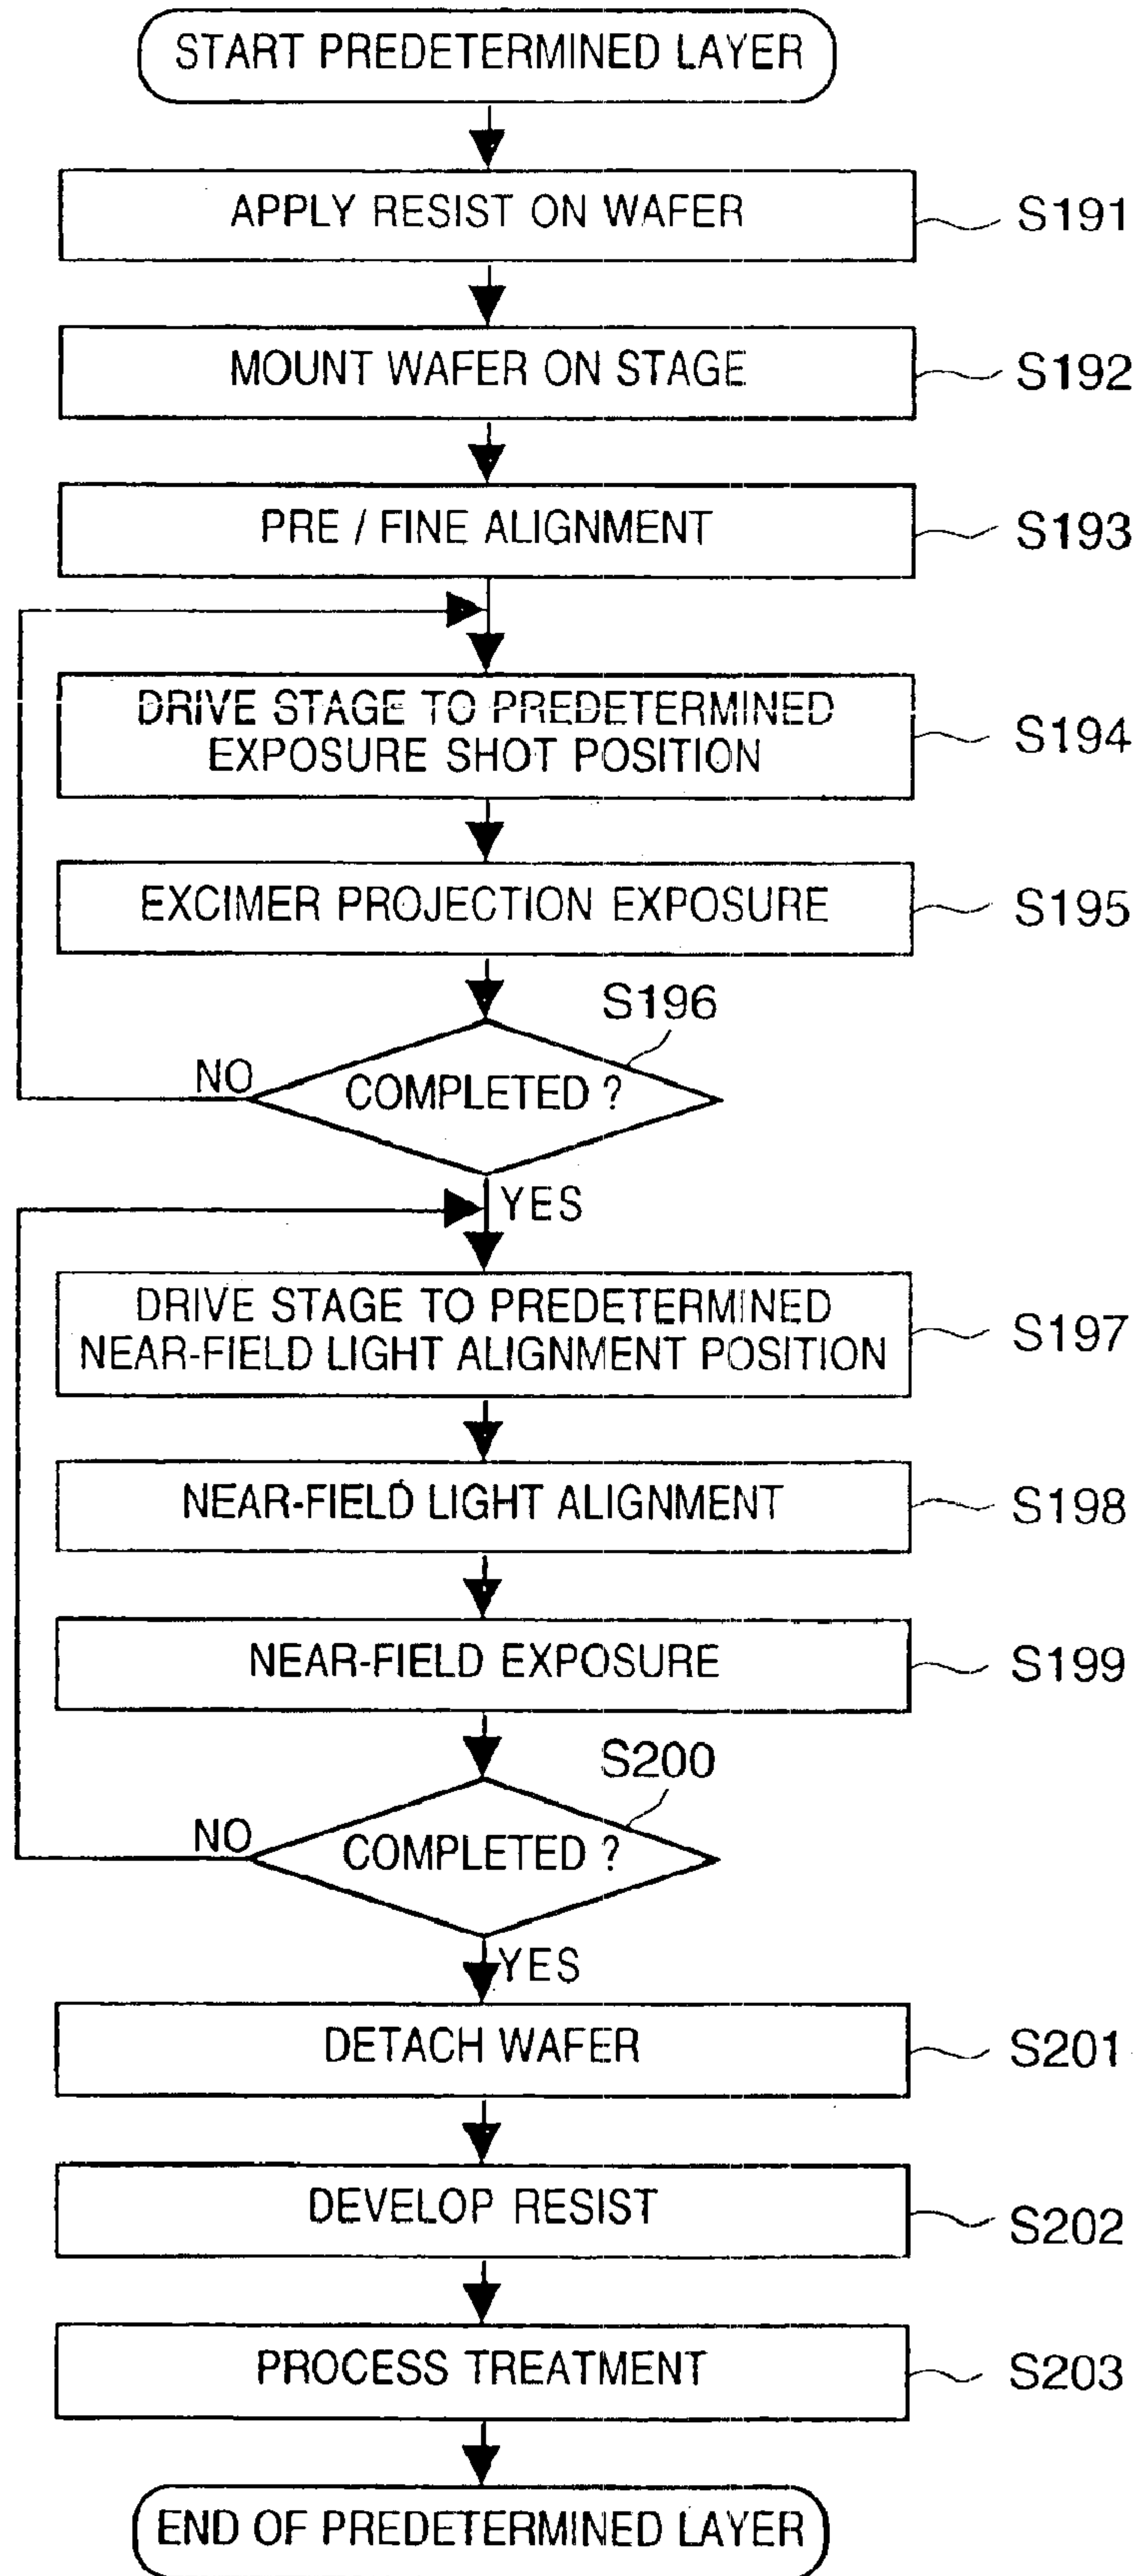 START PREDETERMINED LAYER
APPLY RESIST ON WAFER
S191
MOUNT WAFER ON STAGE
S192
PRE / FINE ALIGNMENT
S193
DRIVE STAGE TO PREDETERMINED
EXPOSURE SHOT POSITION
S194
EXCIMER PROJECTION EXPOSURE
S195
S196
NO
COMPLETED ?
YES
DRIVE STAGE TO PREDETERMINED
NEAR-FIELD LIGHT ALIGNMENT POSITION
S197
NEAR-FIELD LIGHT ALIGNMENT
S198
NEAR-FIELD EXPOSURE
S199
S200
NO
COMPLETED ?
YES
DETACH WAFER
S201
DEVELOP RESIST
S202
PROCESS TREATMENT
S203
END OF PREDETERMINED LAYER